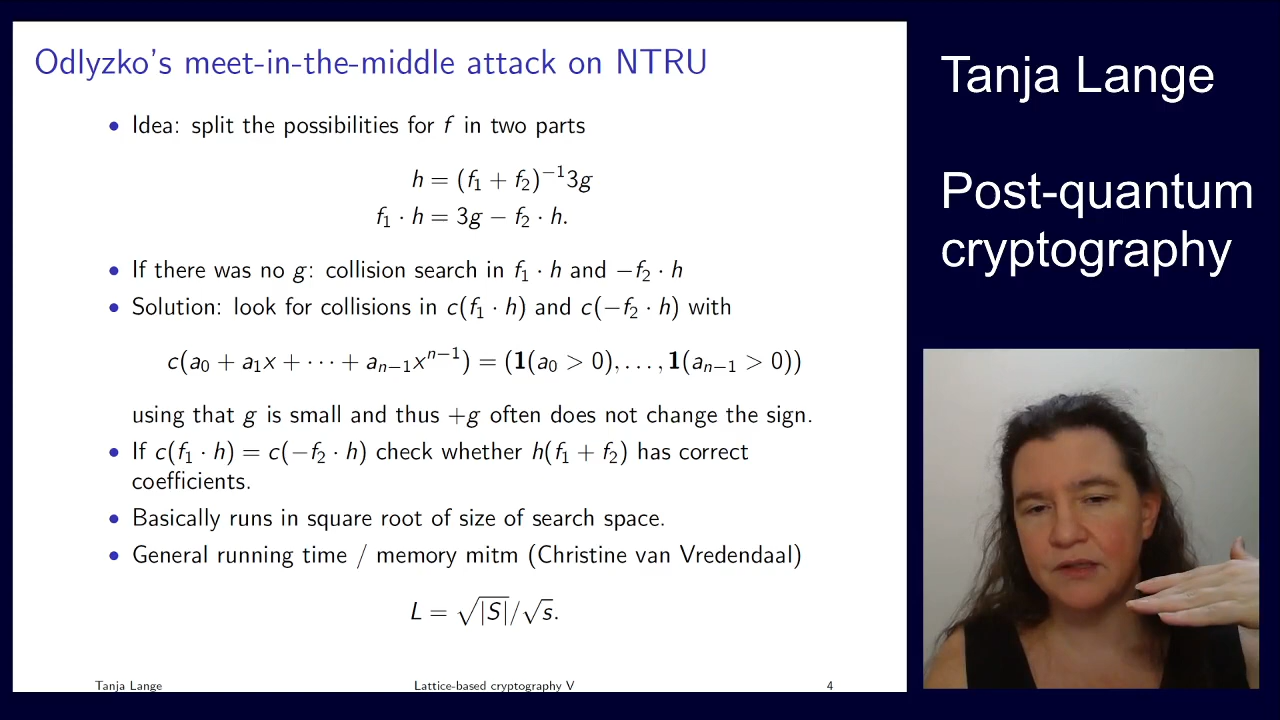 Odlyzko's meet-in-the-middle attack on NTRU
• Idea: split the possibilities for f in two parts
h = (f₁ + f₂)⁻¹3g
f₁ · h = 3g − f₂ · h.
• If there was no g: collision search in f₁ · h and −f₂ · h
• Solution: look for collisions in c(f₁ · h) and c(−f₂ · h) with
c(a₀ + a₁x + · · · + aₙ₋₁xⁿ⁻¹) = (𝟏(a₀ > 0), . . . , 𝟏(aₙ₋₁ > 0))
using that g is small and thus +g often does not change the sign.
• If c(f₁ · h) = c(−f₂ · h) check whether h(f₁ + f₂) has correct
coefficients.
• Basically runs in square root of size of search space.
• General running time / memory mitm (Christine van Vredendaal)
L = √|S|/√s.
Tanja Lange
Lattice-based cryptography V
4
Tanja Lange
Post-quantum
cryptography